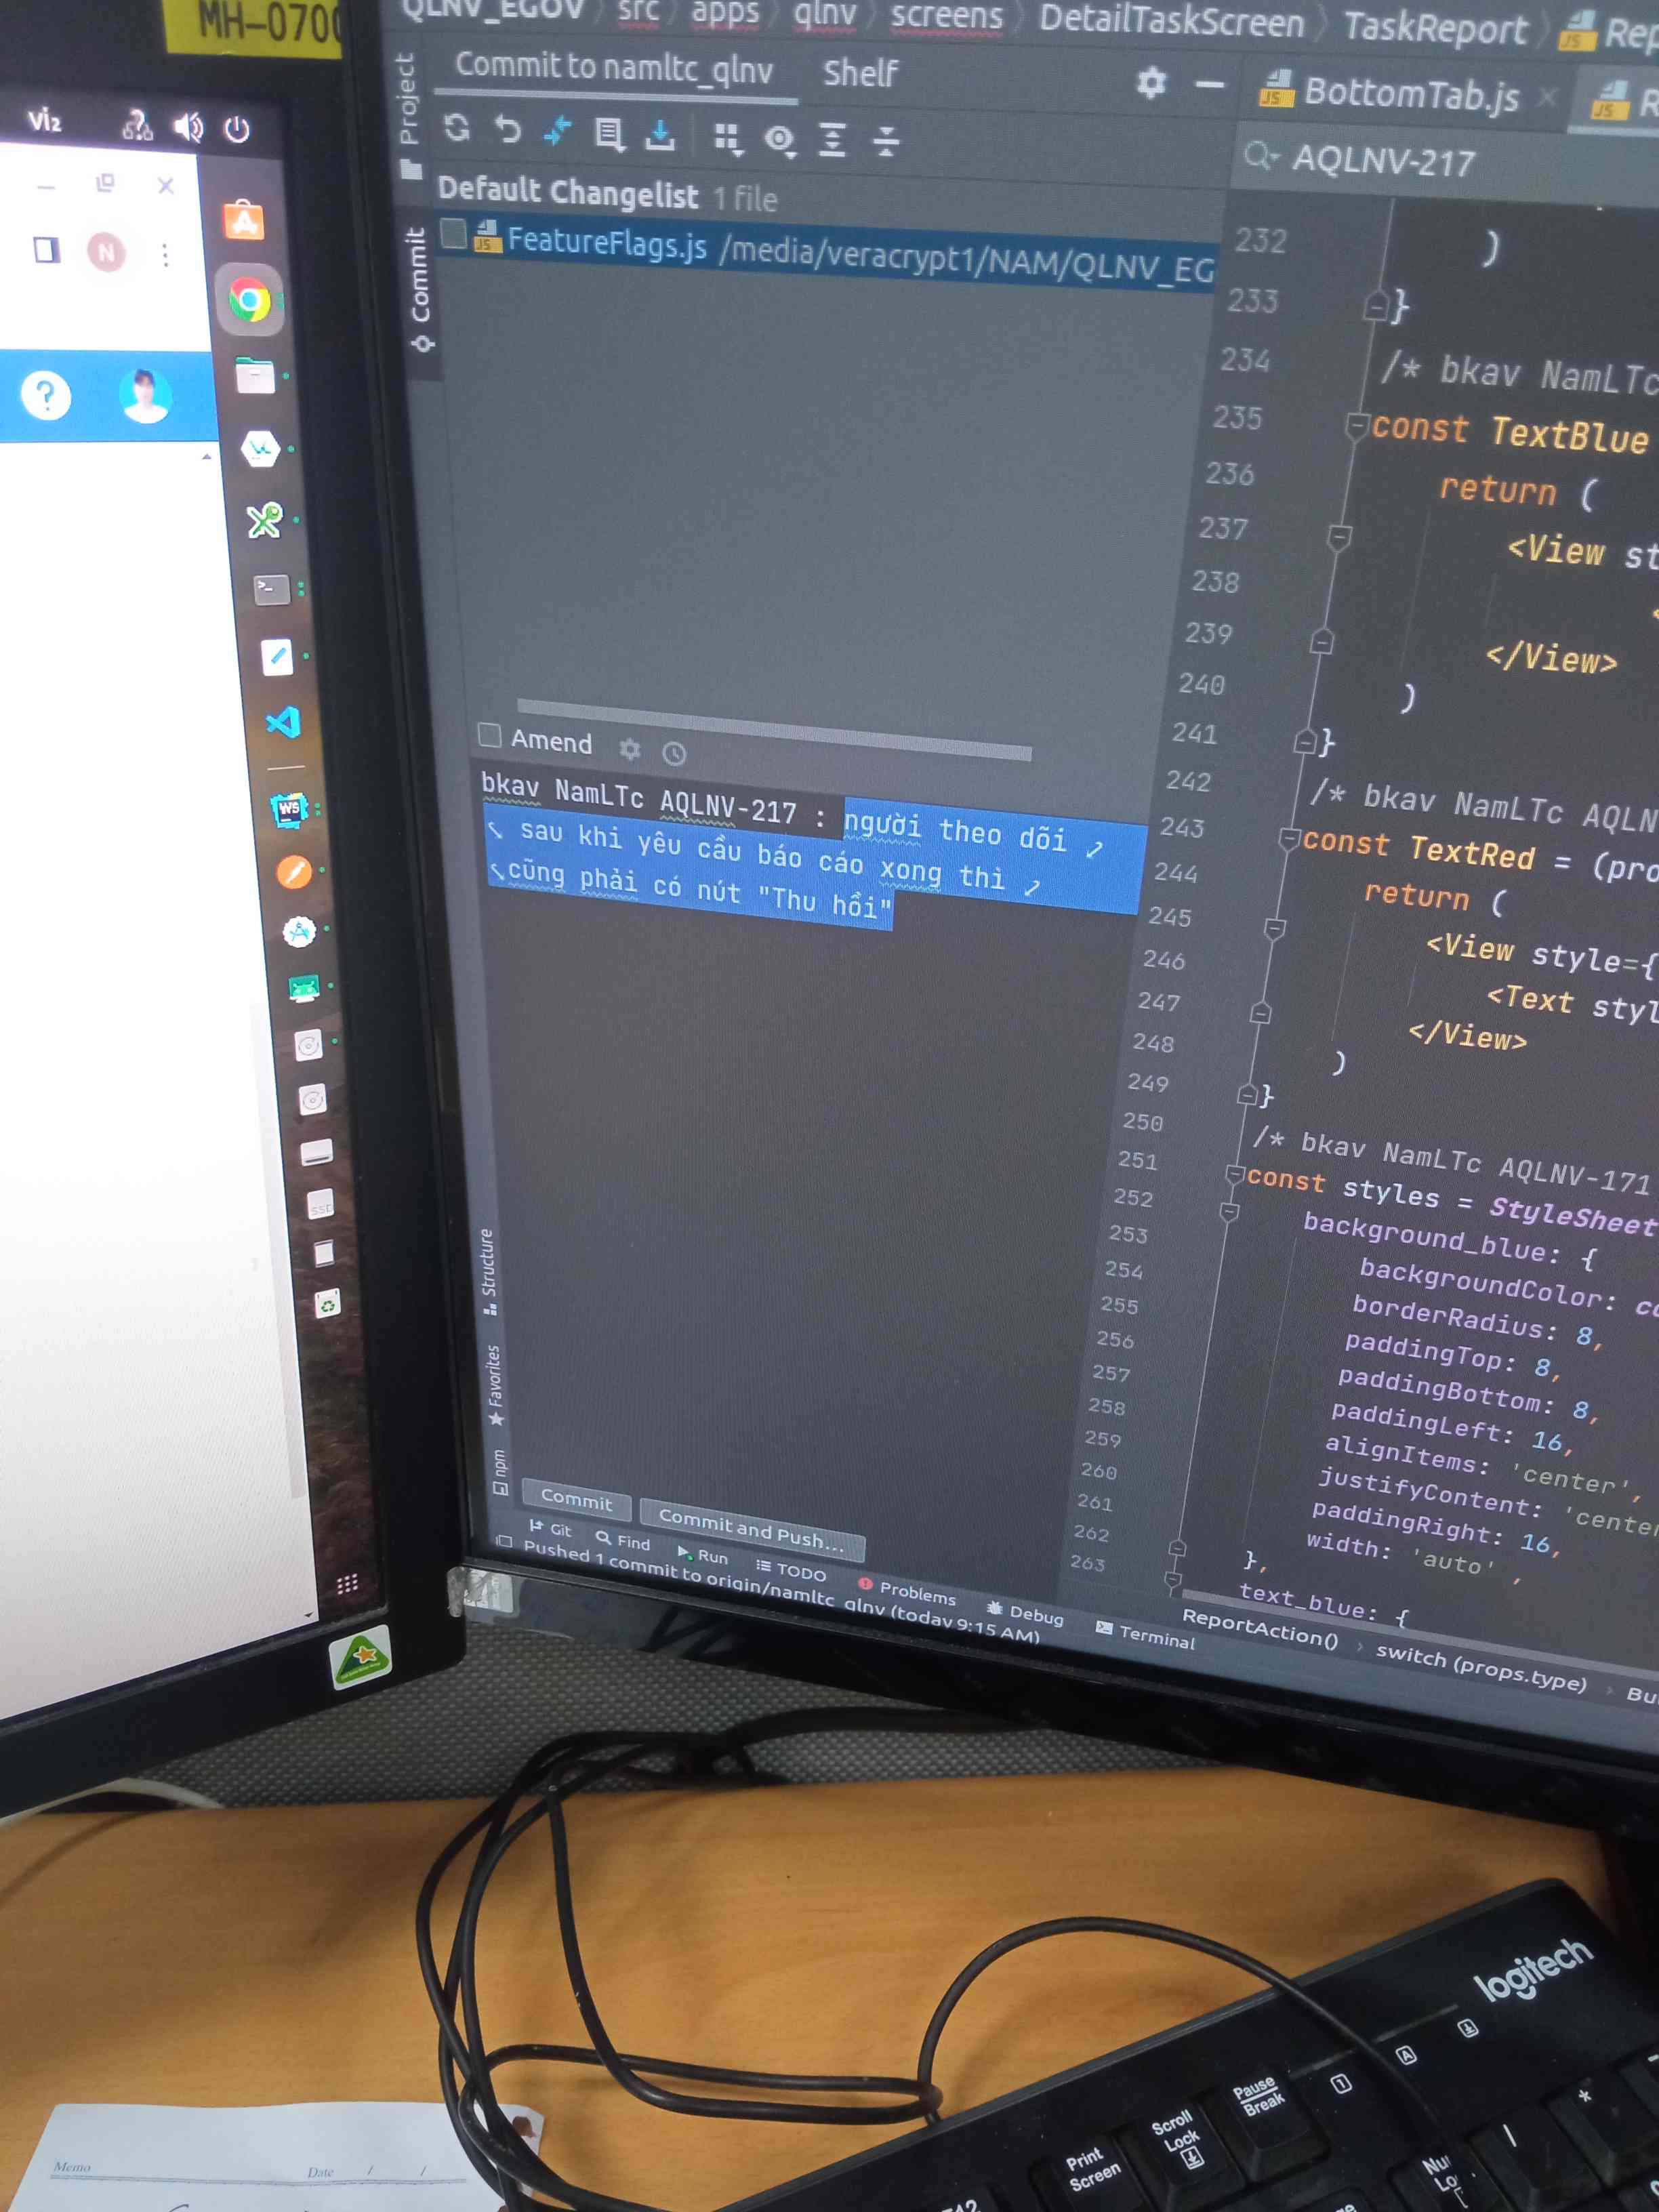 MH-070
Vi2
N
?
WS
SSD
QLNV_EGOV src apps qlnv screens DetailTaskScreen TaskReport
Project
Commit
Structure
Favorites
npm
Commit to namltc_qlnv Shelf
Default Changelist 1 file
JS FeatureFlags.js /media/veracrypt1/NAM/QLNV_EG
Amend
bkav NamLTc AQLNV-217 : người theo dõi
sau khi yêu cầu báo cáo xong thì
cũng phải có nút "Thu hồi"
Commit Commit and Push...
Git Find Run TODO Problems Debug Terminal
Pushed 1 commit to origin/namltc_qlnv (today 9:15 AM)
JS BottomTab.js
AQLNV-217
232 )
233 }
234 /* bkav NamLTc
235 const TextBlue
236 return (
237 <View st
238 <
239 </View>
240 )
241 }
242 /* bkav NamLTc AQLN
243 const TextRed = (pro
244 return (
245 <View style={
246 <Text styl
247 </View>
248 )
249 }
250 /* bkav NamLTc AQLNV-171
251 const styles = StyleSheet
252 background_blue: {
253 backgroundColor: co
254 borderRadius: 8,
255 paddingTop: 8,
256 paddingBottom: 8,
257 paddingLeft: 16,
258 alignItems: 'center',
259 justifyContent: 'center
260 paddingRight: 16,
261 width: 'auto' ,
262 },
263 text_blue: {
ReportAction() switch (props.type)
logitech
Print Screen
Scroll Lock
Pause Break
1
A
*
Memo
Date / /